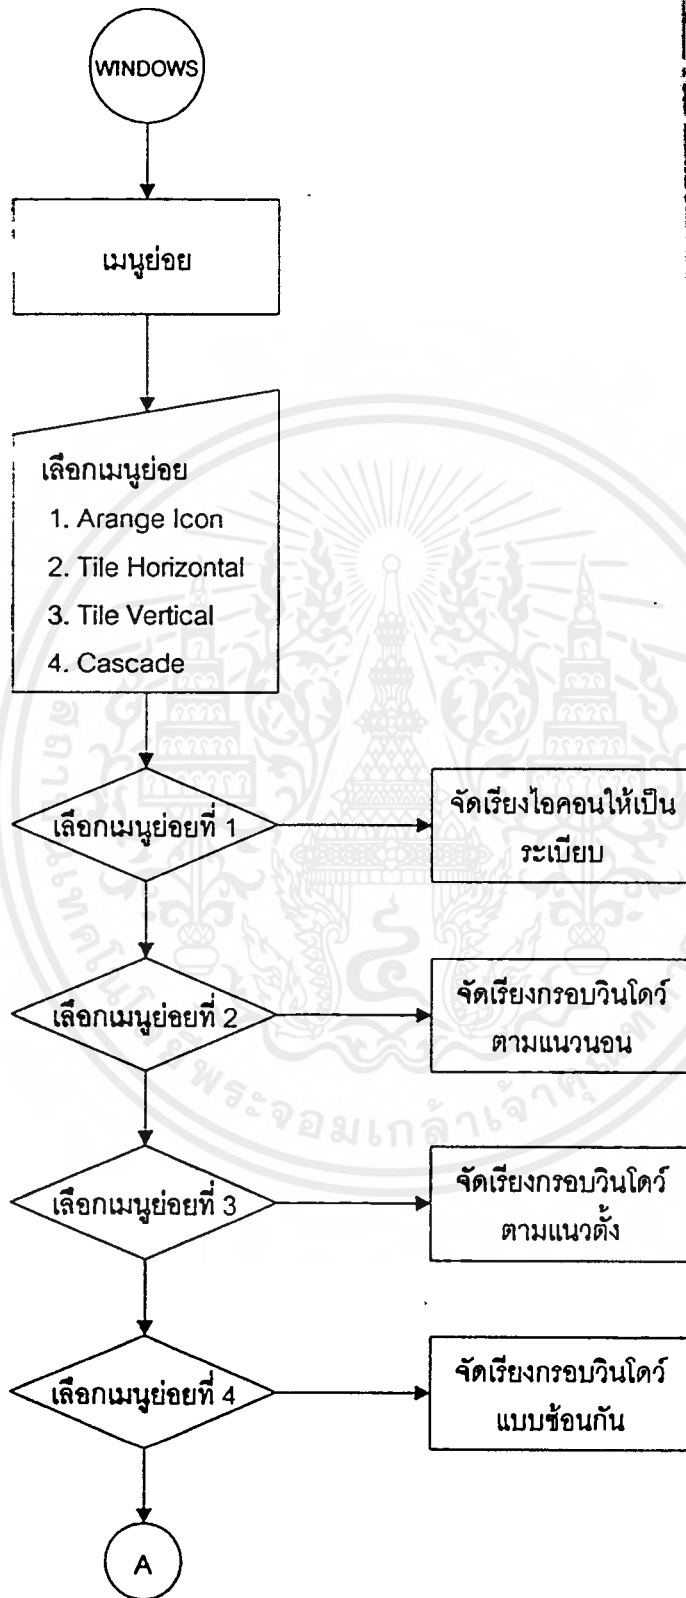 WINDOWS
เมนูย่อย
เลือกเมนูย่อย
1. Arange Icon
2. Tile Horizontal
3. Tile Vertical
4. Cascade
เลือกเมนูย่อยที่ 1
จัดเรียงไอคอนให้เป็น
ระเบียบ
เลือกเมนูย่อยที่ 2
จัดเรียงกรอบวินโดว์
ตามแนวนอน
เลือกเมนูย่อยที่ 3
จัดเรียงกรอบวินโดว์
ตามแนวตั้ง
เลือกเมนูย่อยที่ 4
จัดเรียงกรอบวินโดว์
แบบซ้อนกัน
A